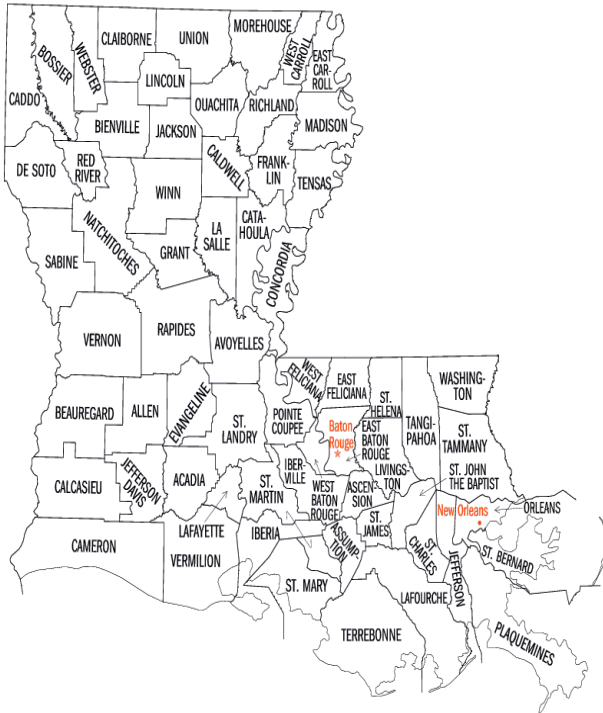 MOREHOUSE
UNION
CLAIBORNE
WEST
CARROLL
EAST
CAR-
ROLL
WEBSTER
BOSSIER
CADDO
LINCOLN
OUACHITA
RICHLAND
MADISON
BIENVILLE
JACKSON
DE SOTO
RED
RIVER
CALDWELL
FRANK-
LIN
TENSAS
WINN
NATCHITOCHES
LA
SALLE
CATA-
HOULA
CONCORDIA
SABINE
GRANT
VERNON
RAPIDES
AVOYELLES
WEST
FELICIANA
EAST
FELICIANA
ST.
HELENA
WASHING-
TON
BEAUREGARD
ALLEN
EVANGELINE
ST.
LANDRY
POINTE
COUPEE
Baton
Rouge
EAST
BATON
ROUGE
TANGI-
PAHOA
ST.
TAMMANY
CALCASIEU
JEFFERSON
DAVIS
ACADIA
ST.
MARTIN
IBER-
VILLE
WEST
BATON
ROUGE
LIVINGS-
TON
ASCEN-
SION
ST. JOHN
THE BAPTIST
New Orleans
ORLEANS
CAMERON
LAFAYETTE
VERMILION
IBERIA
ASSUMP-
TION
ST.
JAMES
ST.
CHARLES
JEFFERSON
ST. BERNARD
ST. MARY
LAFOURCHE
TERREBONNE
PLAQUEMINES